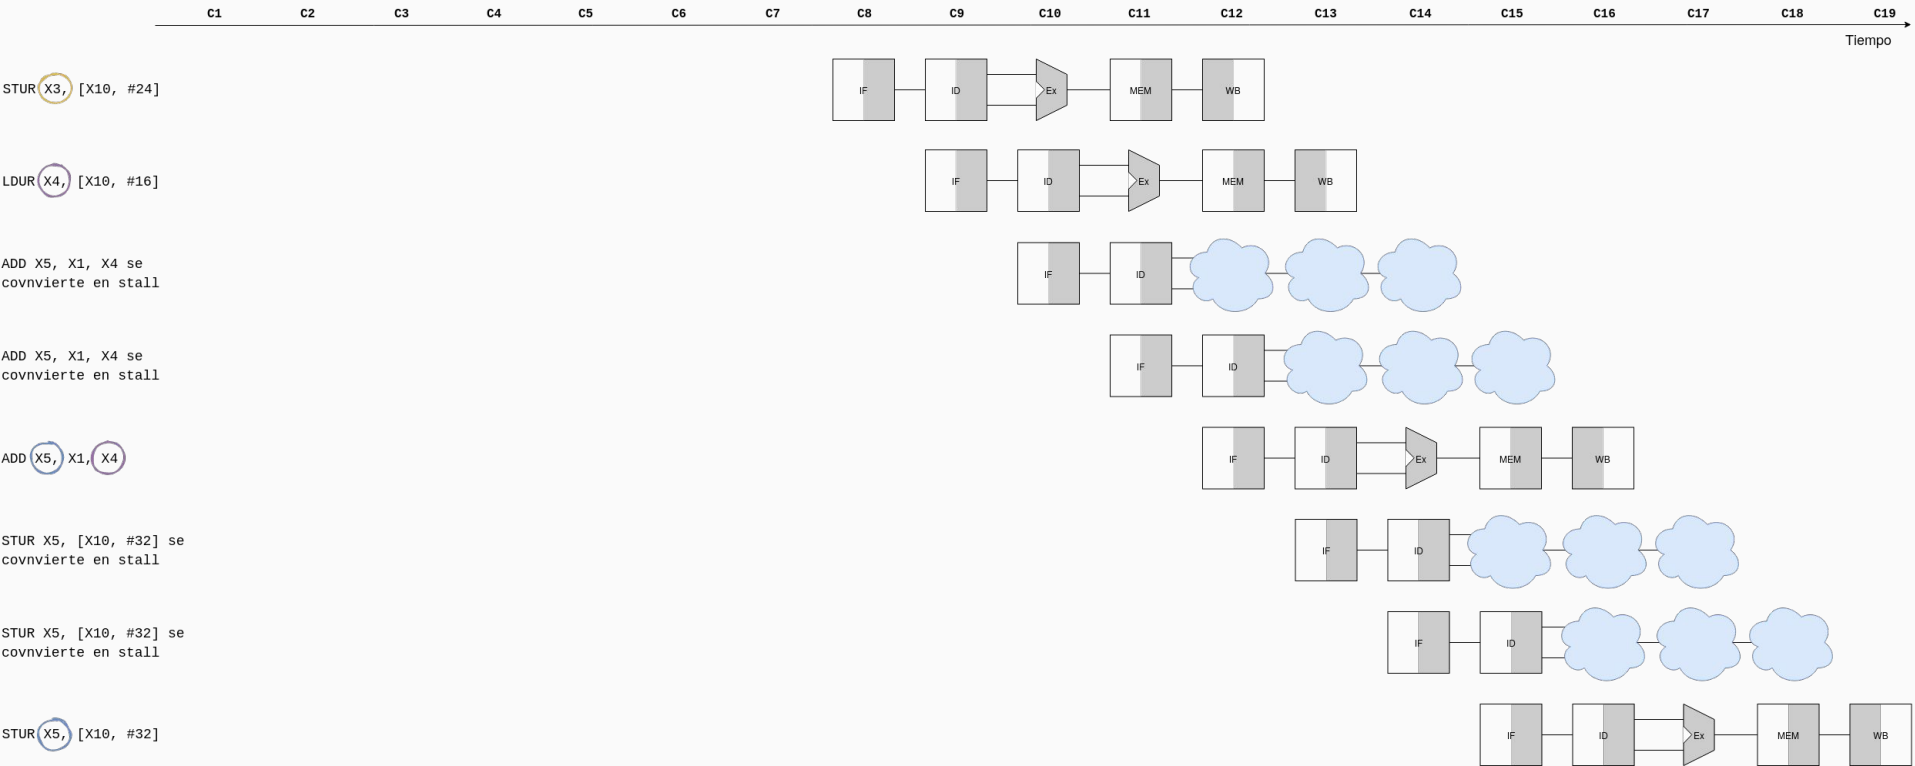 C1 C2 C3 C4 C5 C6 C7 C8 C9 C10 C11 C12 C13 C14 C15 C16 C17 C18 C19
Tiempo
STUR X3, [X10, #24] IF ID Ex MEM WB
LDUR X4, [X10, #16] IF ID Ex MEM WB
ADD X5, X1, X4 se
covnvierte en stall
IF ID
ADD X5, X1, X4 se
covnvierte en stall
IF ID
ADD X5, X1, X4 IF ID Ex MEM WB
STUR X5, [X10, #32] se
covnvierte en stall
IF ID
STUR X5, [X10, #32] se
covnvierte en stall
IF ID
STUR X5, [X10, #32] IF ID Ex MEM WB